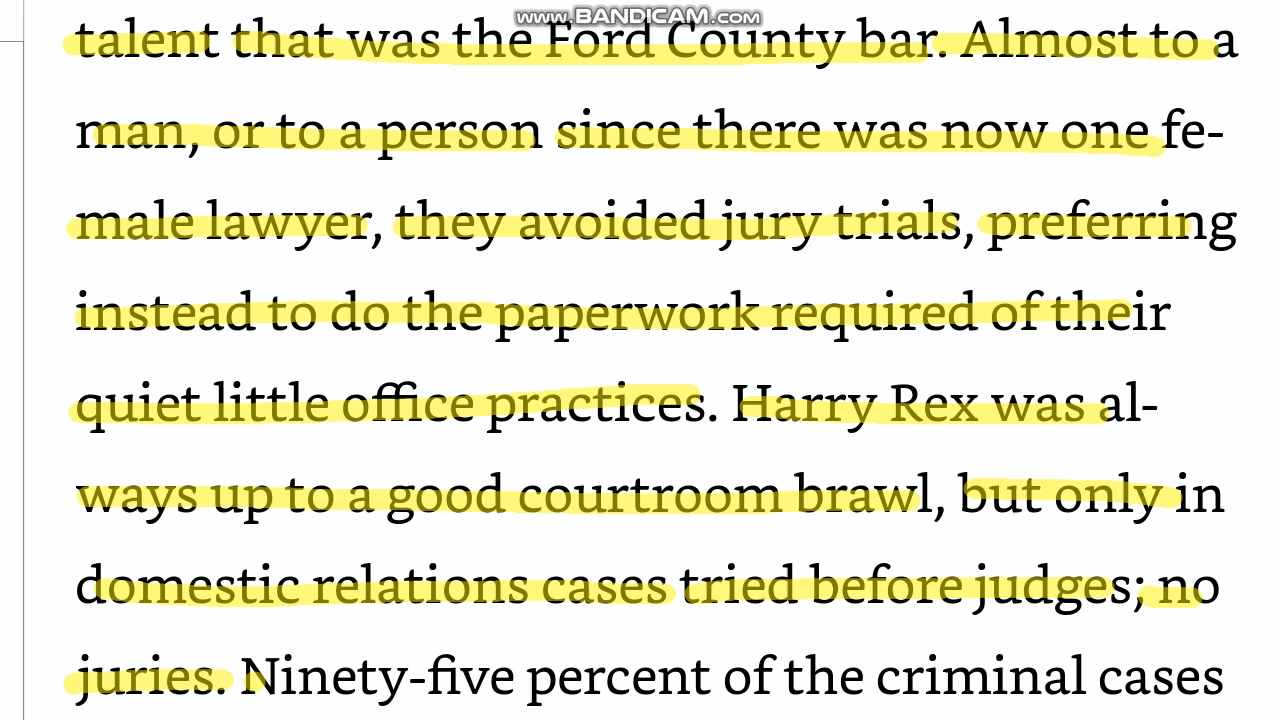 www.BANDICAM.com
talent that was the Ford County bar. Almost to a
man, or to a person since there was now one fe-
male lawyer, they avoided jury trials, preferring
instead to do the paperwork required of their
quiet little office practices. Harry Rex was al-
ways up to a good courtroom brawl, but only in
domestic relations cases tried before judges; no
juries. Ninety-five percent of the criminal cases